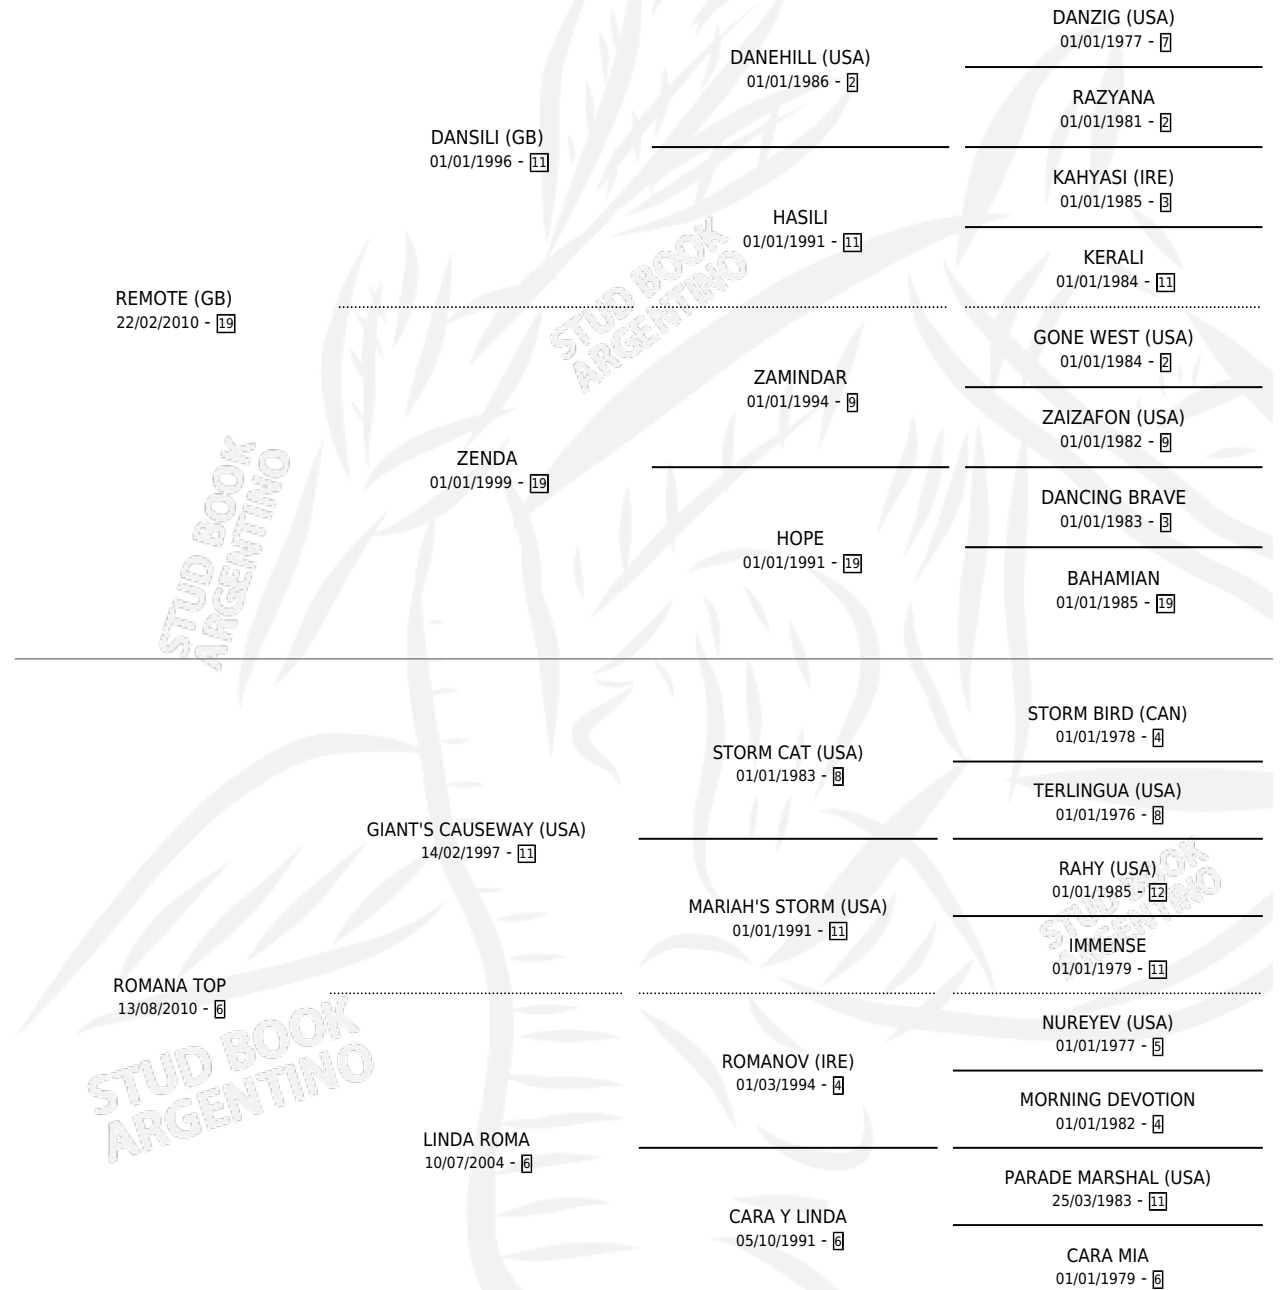 DANZIG (USA)
01/01/1977 - 7
DANEHILL (USA)
01/01/1986 - 2
RAZYANA
01/01/1981 - 2
DANSILI (GB)
01/01/1996 - 11
KAHYASI (IRE)
01/01/1985 - 3
HASILI
01/01/1991 - 11
KERALI
01/01/1984 - 11
REMOTE (GB)
22/02/2010 - 19
STUD BOOK
ARGENTINO
GONE WEST (USA)
01/01/1984 - 2
ZAMINDAR
01/01/1994 - 9
ZAIZAFON (USA)
01/01/1982 - 9
ZENDA
01/01/1999 - 19
DANCING BRAVE
01/01/1983 - 3
HOPE
01/01/1991 - 19
BAHAMIAN
01/01/1985 - 19
STUD BOOK
ARGENTINO
STORM BIRD (CAN)
01/01/1978 - 4
STORM CAT (USA)
01/01/1983 - 8
TERLINGUA (USA)
01/01/1976 - 8
GIANT'S CAUSEWAY (USA)
14/02/1997 - 11
RAHY (USA)
01/01/1985 - 12
MARIAH'S STORM (USA)
01/01/1991 - 11
STUD BOOK
ARGENTINO
IMMENSE
01/01/1979 - 11
ROMANA TOP
13/08/2010 - 6
STUD BOOK
ARGENTINO
NUREYEV (USA)
01/01/1977 - 5
ROMANOV (IRE)
01/03/1994 - 4
MORNING DEVOTION
01/01/1982 - 4
LINDA ROMA
10/07/2004 - 6
PARADE MARSHAL (USA)
25/03/1983 - 11
CARA Y LINDA
05/10/1991 - 6
CARA MIA
01/01/1979 - 6